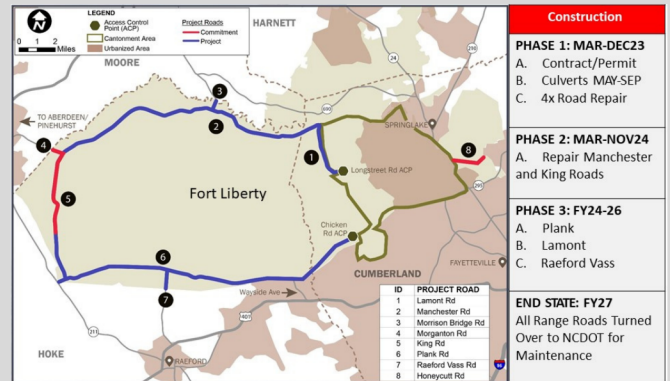 HARNETT
LEGEND
Access Control
Point (ACP)
Cantonment Area
Urbanized Area
Project Roads
Commitment
Project
N
0 1 2
Miles
MOORE
24
210
TO ABERDEEN/
PINEHURST
3
2
690
SPRING LAKE
4
1
8
Longstreet Rd ACP
5
Fort Liberty
295
Chicken
Rd ACP
6
FAYETTEVILLE
CUMBERLAND
Wayside Ave
7
401
211
HOKE
RAEFORD
ID PROJECT ROAD
1 Lamont Rd
2 Manchester Rd
3 Morrison Bridge Rd
4 Morganton Rd
5 King Rd
6 Plank Rd
7 Raeford Vass Rd
8 Honeycutt Rd
Construction
PHASE 1: MAR-DEC23
A. Contract/Permit
B. Culverts MAY-SEP
C. 4x Road Repair
PHASE 2: MAR-NOV24
A. Repair Manchester
and King Roads
PHASE 3: FY24-26
A. Plank
B. Lamont
C. Raeford Vass
END STATE: FY27
All Range Roads Turned
Over to NCDOT for
Maintenance